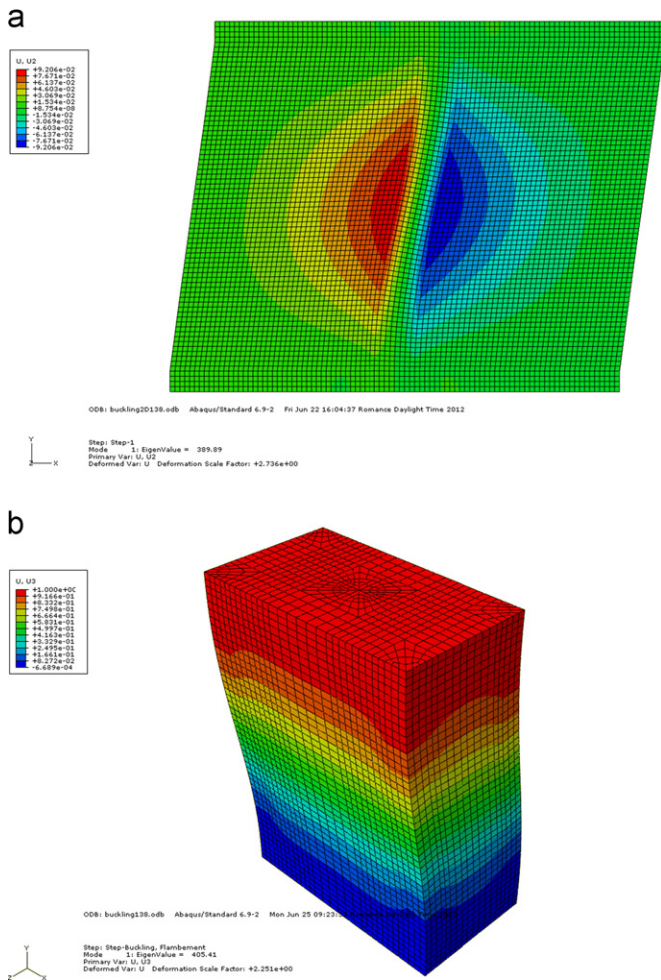 a
U, U2
+9.206e-02
+7.671e-02
+6.137e-02
+4.603e-02
+3.069e-02
+1.534e-02
+8.754e-08
-1.534e-02
-3.069e-02
-4.603e-02
-6.137e-02
-7.671e-02
-9.206e-02
ODB: buckling2D138.odb Abaqus/Standard 6.9-2 Fri Jun 22 16:04:37 Romance Daylight Time 2012
Y
Z X
Step: Step-1
Mode 1: EigenValue = 389.89
Primary Var: U, U2
Deformed Var: U Deformation Scale Factor: +2.736e+00
b
U, U3
+1.000e+00
+9.166e-01
+8.332e-01
+7.498e-01
+6.664e-01
+5.831e-01
+4.997e-01
+4.163e-01
+3.329e-01
+2.495e-01
+1.661e-01
+8.272e-02
-6.689e-04
ODB: buckling138.odb Abaqus/Standard 6.9-2 Mon Jun 25 09:23:
Y
Z X
Step: Step-Buckling, Flambement
Mode 1: EigenValue = 405.41
Primary Var: U, U3
Deformed Var: U Deformation Scale Factor: +2.251e+00